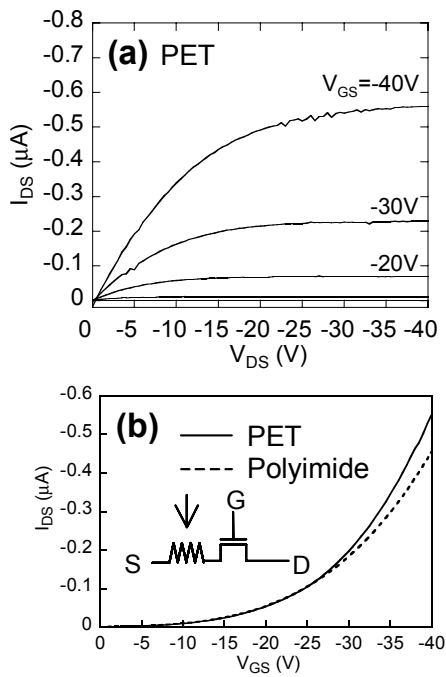 -0.8
(a) PET
-0.7
V_GS=-40V
-0.6
-0.5
-0.4
I_DS (μA)
-0.3
-30V
-0.2
-20V
-0.1
0
0 -5 -10 -15 -20 -25 -30 -35 -40
V_DS (V)
-0.6
(b)
PET
-0.5
Polyimide
-0.4
G
I_DS (μA)
-0.3
S
D
-0.2
-0.1
0
0 -5 -10 -15 -20 -25 -30 -35 -40
V_GS (V)